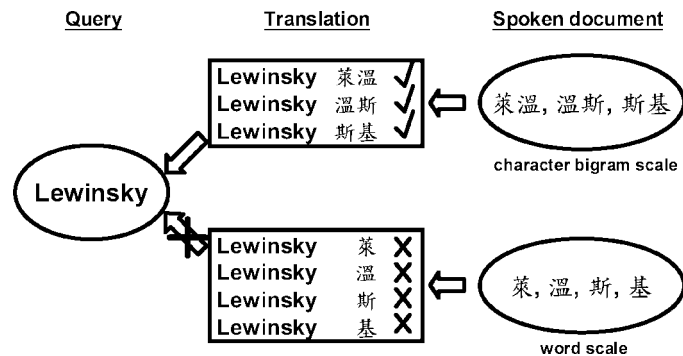 Query Translation Spoken document
Lewinsky 萊溫
Lewinsky 溫斯
Lewinsky 斯基
萊溫, 溫斯, 斯基
character bigram scale
Lewinsky
Lewinsky 萊
Lewinsky 溫
Lewinsky 斯
Lewinsky 基
萊, 溫, 斯, 基
word scale